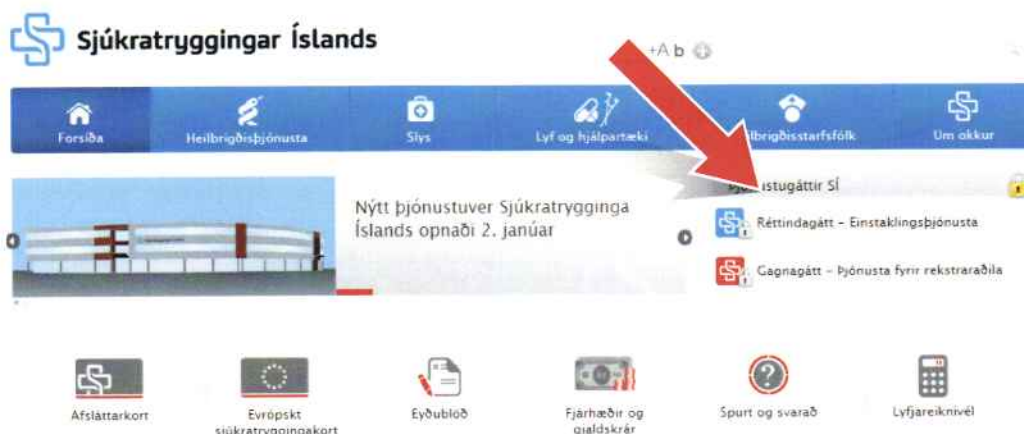 Sjúkratryggingar Íslands
+A b
Forsíða
Heilbrigðisþjónusta
Slys
Lyf og hjálpartæki
Um okkur
SÍ
Nýtt þjónustuver Sjúkratrygginga
Íslands opnaði 2. janúar
Réttindagátt - Einstaklingsþjónusta
Gagnagátt - Þjónusta fyrir rekstraraðila
Afsláttarkort
Evrópskt
sjúkratryggingakort
Eyðublöð
Fjárhæðir og
gjaldskrár
Spurt og svarað
Lyfjareiknivél